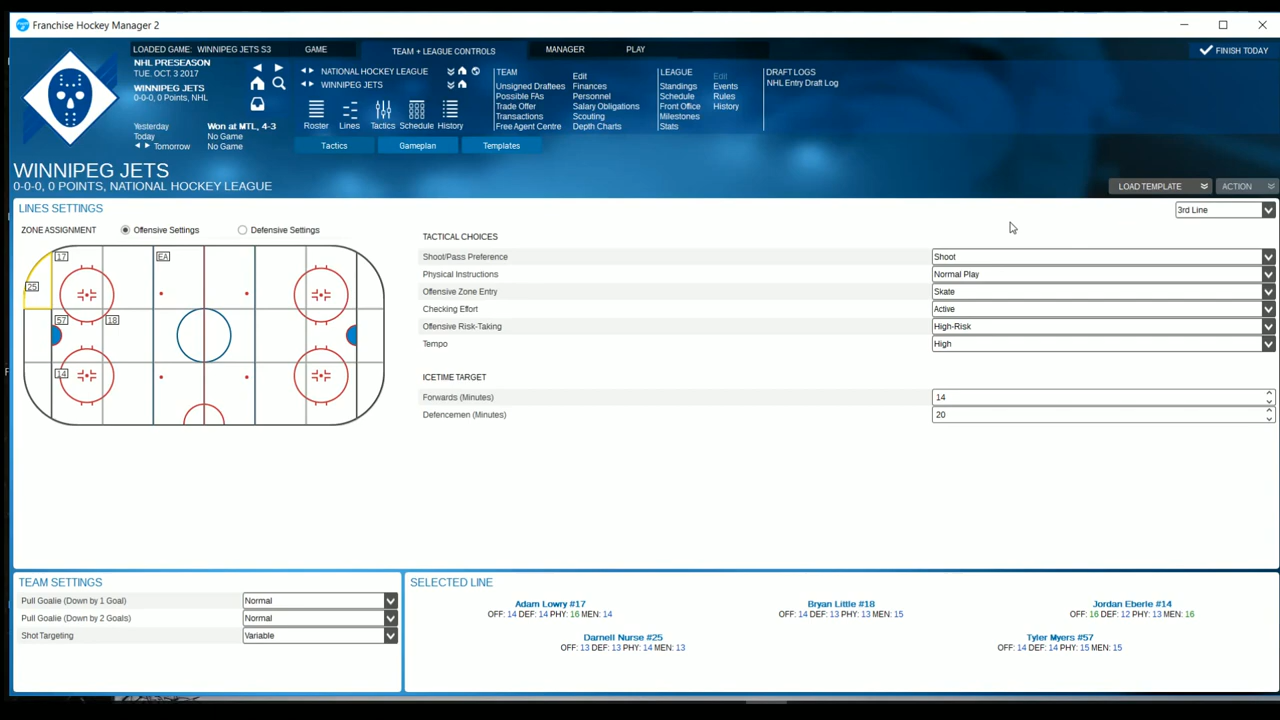 Franchise Hockey Manager 2
LOADED GAME: WINNIPEG JETS S3
GAME
TEAM + LEAGUE CONTROLS
MANAGER
PLAY
FINISH TODAY
NHL PRESEASON
TUE. OCT. 3 2017
WINNIPEG JETS
0-0-0, 0 Points, NHL
Yesterday Won at MTL, 4-3
Today No Game
Tomorrow No Game
NATIONAL HOCKEY LEAGUE
WINNIPEG JETS
Roster Lines Tactics Schedule History
TEAM
Unsigned Draftees
Possible FAs
Trade Offer
Transactions
Free Agent Centre
Edit
Finances
Personnel
Salary Obligations
Scouting
Depth Charts
LEAGUE
Standings
Schedule
Front Office
Milestones
Stats
Edit
Events
Rules
History
DRAFT LOGS
NHL Entry Draft Log
Tactics Gameplan Templates
WINNIPEG JETS
0-0-0, 0 POINTS, NATIONAL HOCKEY LEAGUE
LOAD TEMPLATE ACTION
LINES SETTINGS
3rd Line
ZONE ASSIGNMENT Offensive Settings Defensive Settings
17 EA
25
57 18
14
TACTICAL CHOICES
Shoot/Pass Preference Shoot
Physical Instructions Normal Play
Offensive Zone Entry Skate
Checking Effort Active
Offensive Risk-Taking High-Risk
Tempo High
ICETIME TARGET
Forwards (Minutes) 14
Defencemen (Minutes) 20
TEAM SETTINGS
Pull Goalie (Down by 1 Goal) Normal
Pull Goalie (Down by 2 Goals) Normal
Shot Targeting Variable
SELECTED LINE
Adam Lowry #17
OFF: 14 DEF: 14 PHY: 16 MEN: 14
Bryan Little #18
OFF: 14 DEF: 14 PHY: 13 MEN: 15
Jordan Eberle #14
OFF: 16 DEF: 12 PHY: 13 MEN: 16
Darnell Nurse #25
OFF: 13 DEF: 13 PHY: 14 MEN: 13
Tyler Myers #57
OFF: 14 DEF: 14 PHY: 15 MEN: 15